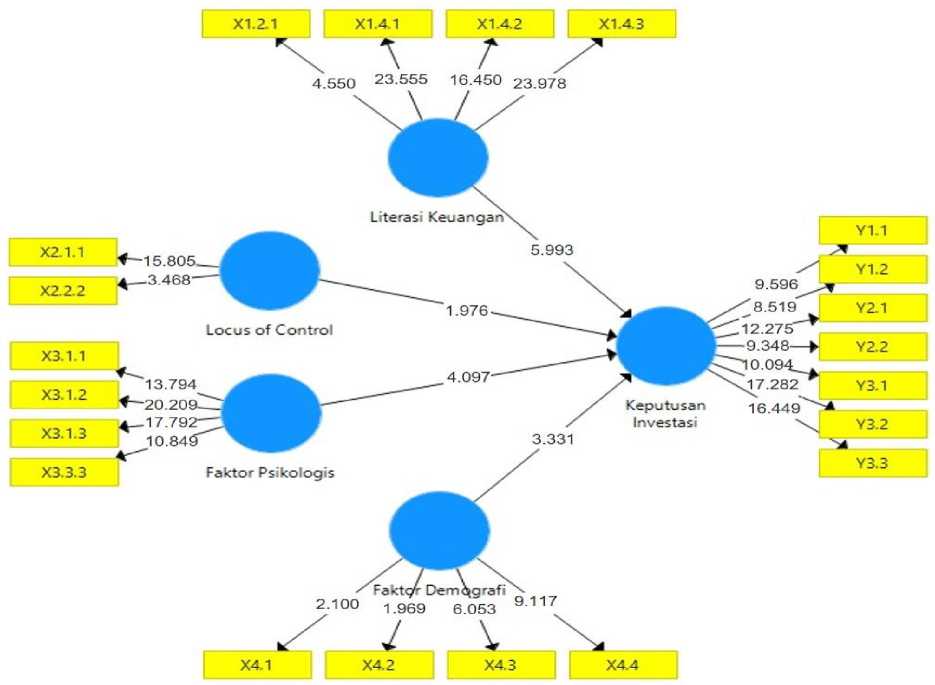 X1.2.1
X1.4.1
X1.4.2
X1.4.3
4.550
23.555
16.450
23.978
Literasi Keuangan
5.993
X2.1.1
X2.2.2
15.805
3.468
Locus of Control
1.976
X3.1.1
X3.1.2
X3.1.3
X3.3.3
13.794
20.209
17.792
10.849
Faktor Psikologis
4.097
Keputusan
Investasi
9.596
8.519
12.275
9.348
10.094
17.282
16.449
Y1.1
Y1.2
Y2.1
Y2.2
Y3.1
Y3.2
Y3.3
3.331
Faktor Demografi
2.100
1.969
6.053
9.117
X4.1
X4.2
X4.3
X4.4